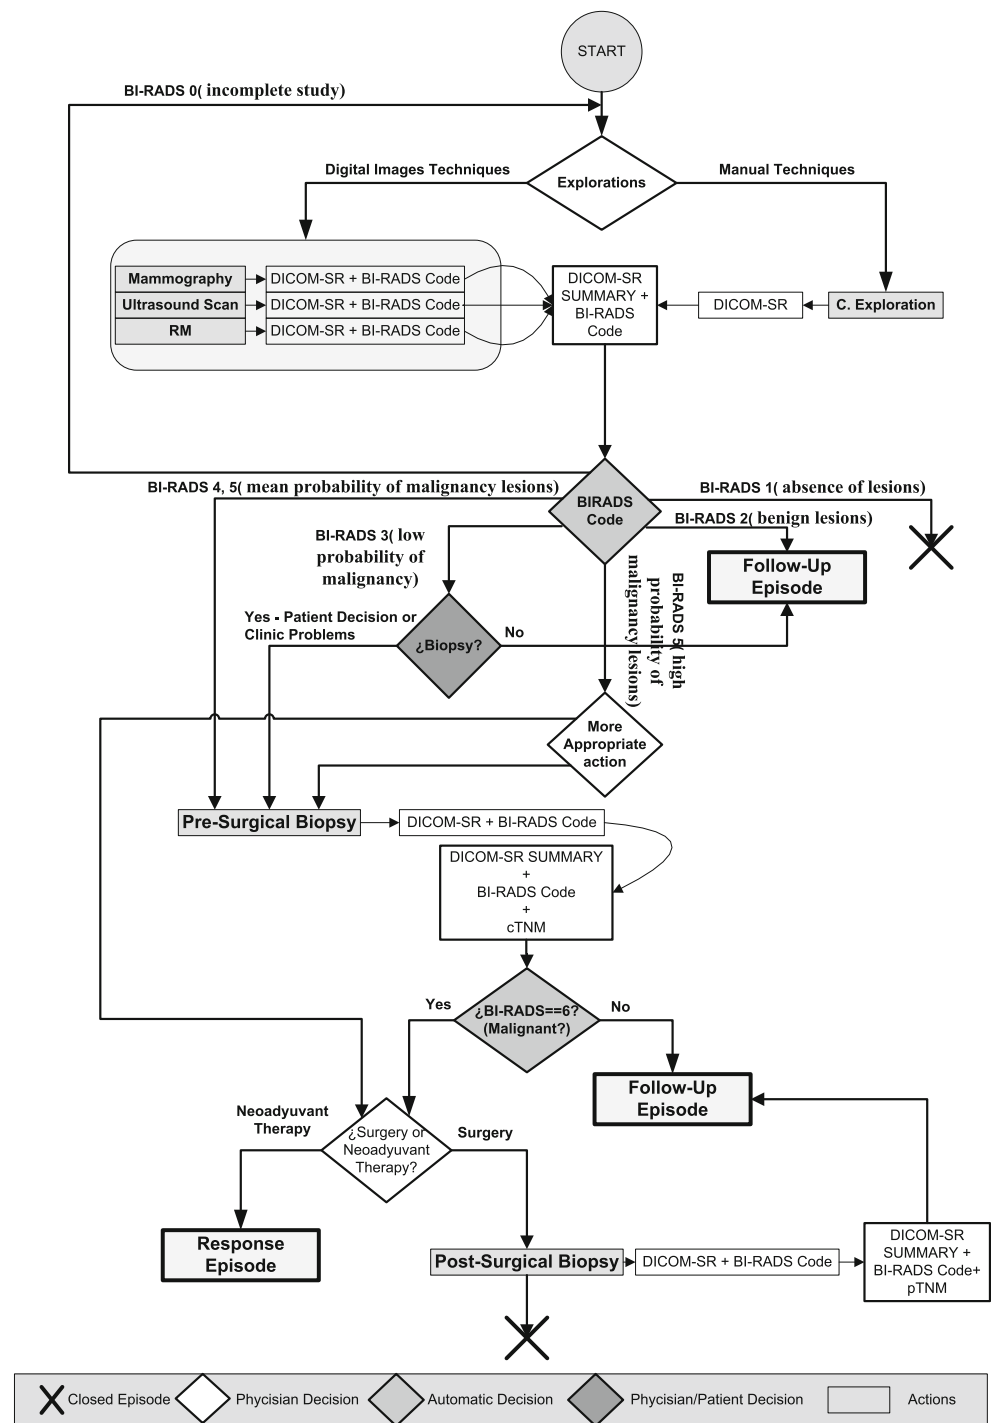 START
BI-RADS 0( incomplete study)
Digital Images Techniques
Explorations
Manual Techniques
Mammography
DICOM-SR + BI-RADS Code
Ultrasound Scan
DICOM-SR + BI-RADS Code
RM
DICOM-SR + BI-RADS Code
DICOM-SR
SUMMARY +
BI-RADS
Code
DICOM-SR
C. Exploration
BI-RADS 4, 5( mean probability of malignancy lesions)
BIRADS
Code
BI-RADS 1( absence of lesions)
BI-RADS 2( benign lesions)
BI-RADS 3( low
probability of
malignancy)
Follow-Up
Episode
BI-RADS 5( high
probability of
malignancy lesions)
Yes - Patient Decision or
Clinic Problems
¿Biopsy?
No
More
Appropriate
action
Pre-Surgical Biopsy
DICOM-SR + BI-RADS Code
DICOM-SR SUMMARY
+
BI-RADS Code
+
cTNM
Yes
¿BI-RADS==6?
(Malignant?)
No
Follow-Up
Episode
Neoadyuvant
Therapy
¿Surgery or
Neoadyuvant
Therapy?
Surgery
Response
Episode
Post-Surgical Biopsy
DICOM-SR + BI-RADS Code
DICOM-SR
SUMMARY +
BI-RADS Code+
pTNM
Closed Episode
Phycisian Decision
Automatic Decision
Phycisian/Patient Decision
Actions